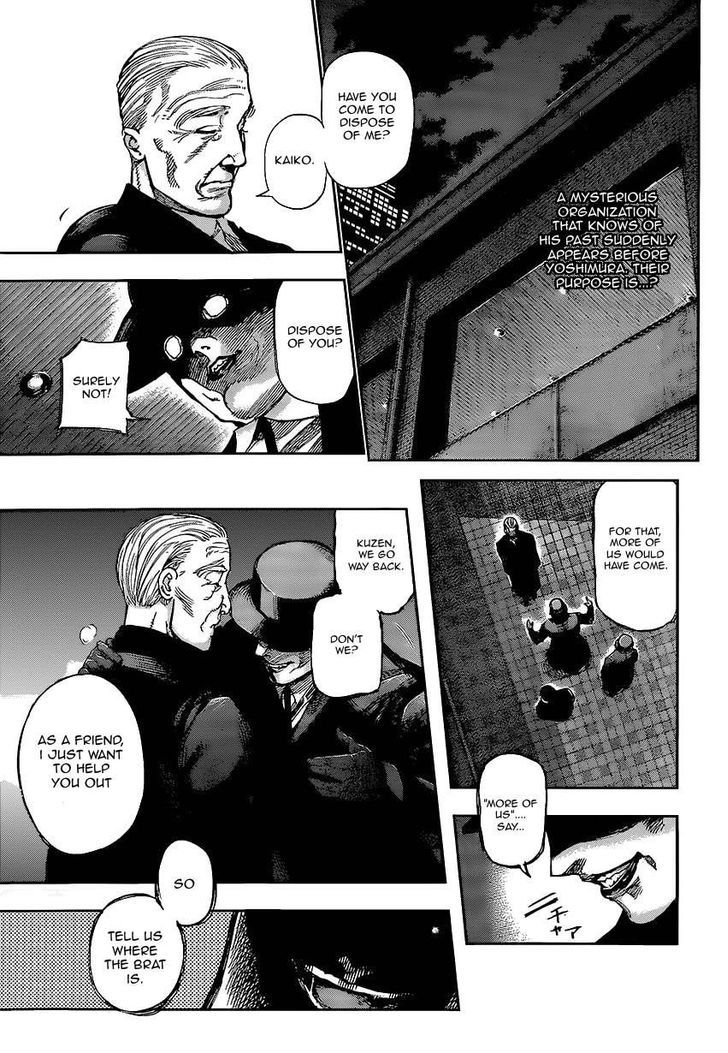 A MYSTERIOUS
ORGANIZATION
THAT KNOWS OF
HIS PAST SUDDENLY
APPEARS BEFORE
YOSHIMURA. THEIR
PURPOSE IS...?
HAVE YOU
COME TO
DISPOSE
OF ME?
KAIKO.
DISPOSE
OF YOU?
SURELY
NOT!
FOR THAT,
MORE OF
US WOULD
HAVE COME.
"MORE OF
US"....
SAY...
ニチャア
KUZEN,
WE GO
WAY BACK.
DON'T
WE?
AS A FRIEND,
I JUST WANT
TO HELP
YOU OUT
SO
TELL US
WHERE
THE BRAT
IS.